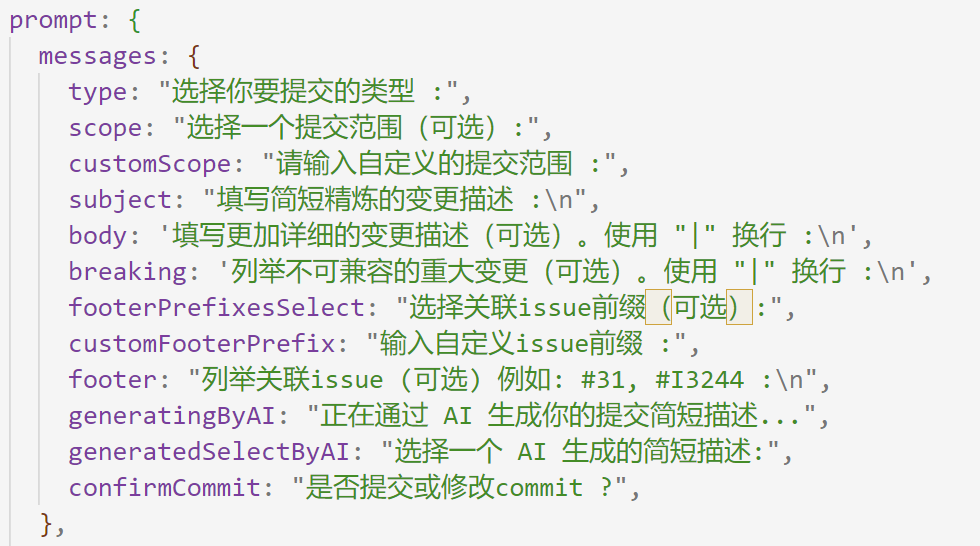 prompt: {
messages: {
type: "选择你要提交的类型 :",
scope: "选择一个提交范围（可选）:",
customScope: "请输入自定义的提交范围 :",
subject: "填写简短精炼的变更描述 :\n",
body: '填写更加详细的变更描述（可选）。使用 "|" 换行 :\n',
breaking: '列举不可兼容的重大变更（可选）。使用 "|" 换行 :\n',
footerPrefixesSelect: "选择关联issue前缀（可选）:",
customFooterPrefix: "输入自定义issue前缀 :",
footer: "列举关联issue (可选) 例如: #31, #I3244 :\n",
generatingByAI: "正在通过 AI 生成你的提交简短描述...",
generatedSelectByAI: "选择一个 AI 生成的简短描述:",
confirmCommit: "是否提交或修改commit ?",
},